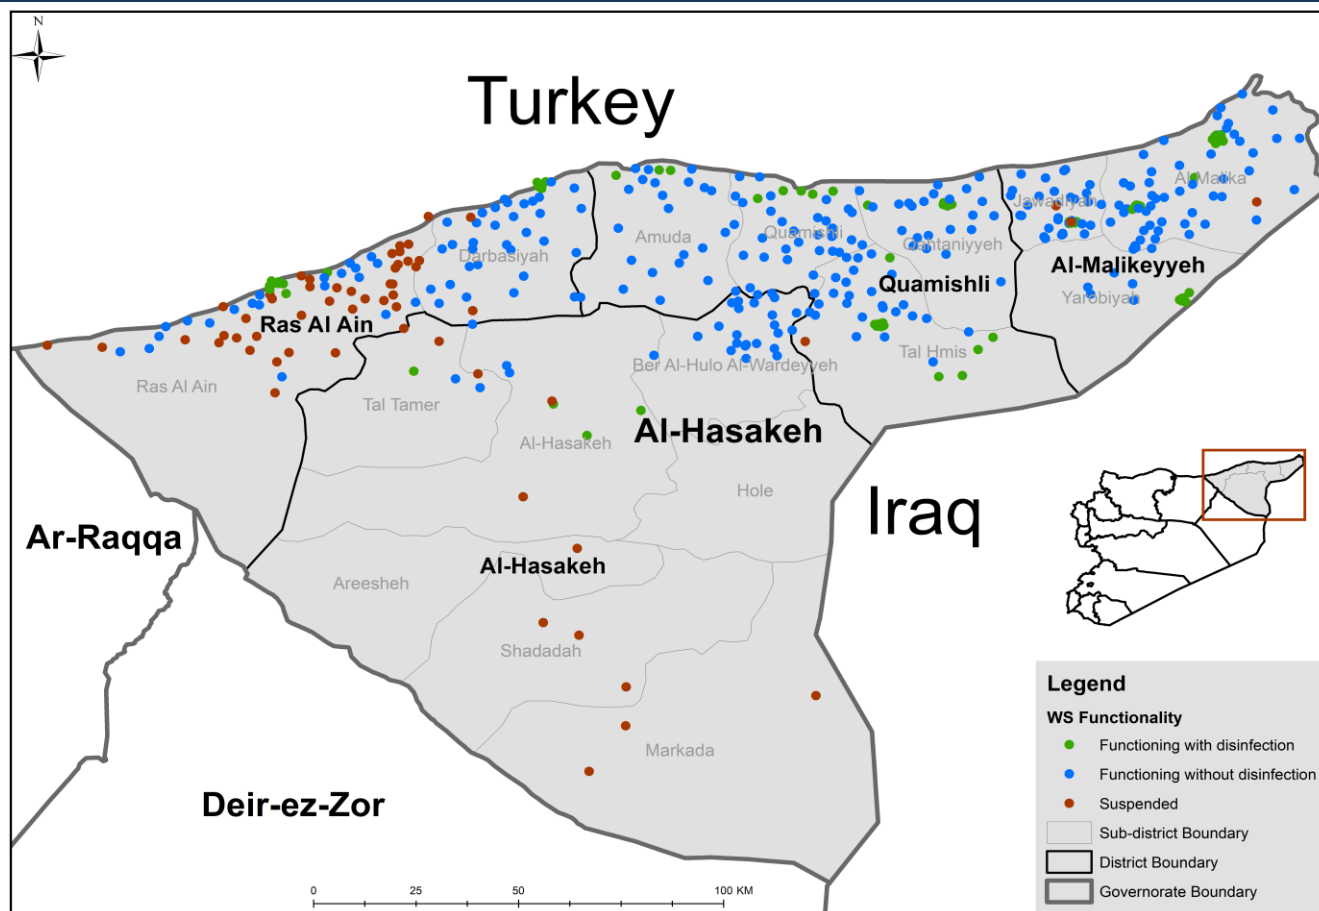 N
Turkey
Al-Malika
Jawadiyah
Amuda
Quamishli
Qahtaniyyeh
Darbasiyah
Al-Malikeyyeh
Quamishli
Yarobiyah
Ras Al Ain
Tal Hmis
Ber Al-Hulo Al-Wardeyyeh
Ras Al Ain
Tal Tamer
Al-Hasakeh
Al-Hasakeh
Hole
Iraq
Ar-Raqqa
Al-Hasakeh
Areesheh
Shadadah
Markada
Deir-ez-Zor
Legend
WS Functionality
Functioning with disinfection
Functioning without disinfection
Suspended
Sub-district Boundary
District Boundary
Governorate Boundary
0 25 50 100 KM